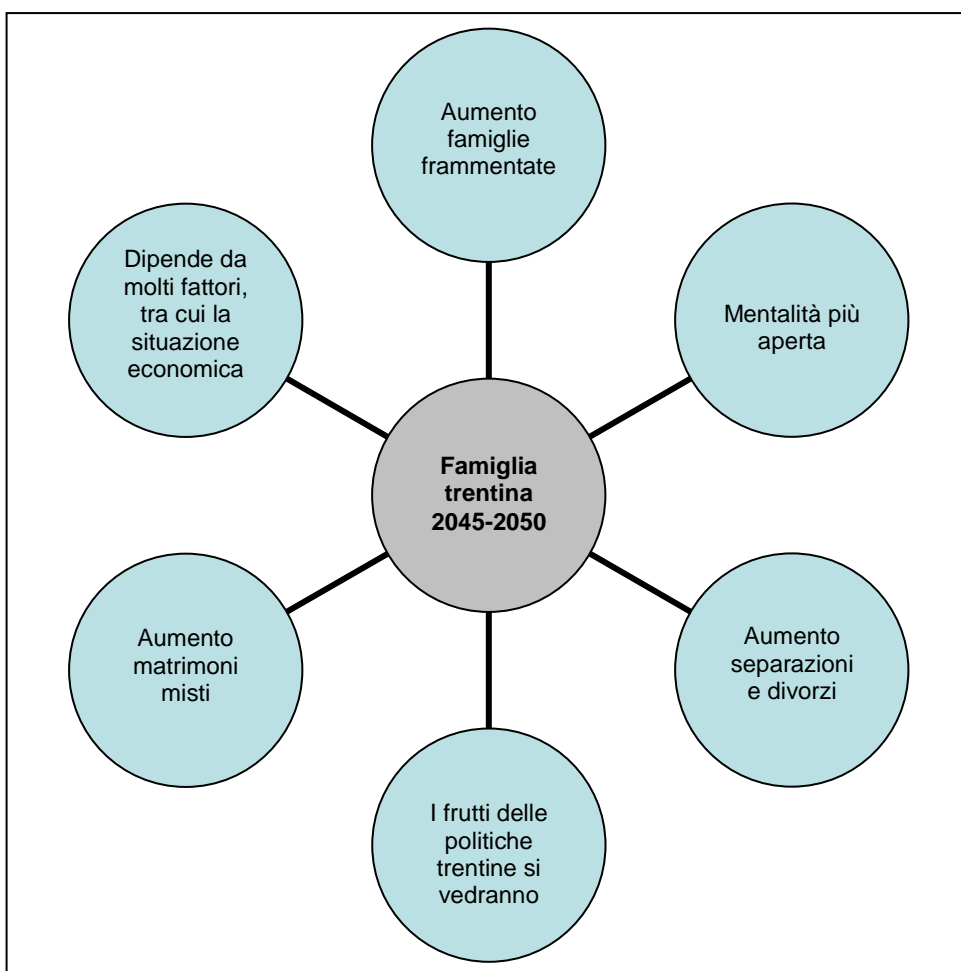 Aumento
famiglie
frammentate
Dipende da
molti fattori,
tra cui la
situazione
economica
Mentalità più
aperta
Famiglia
trentina
2045-2050
Aumento
matrimoni
misti
Aumento
separazioni
e divorzi
I frutti delle
politiche
trentine si
vedranno